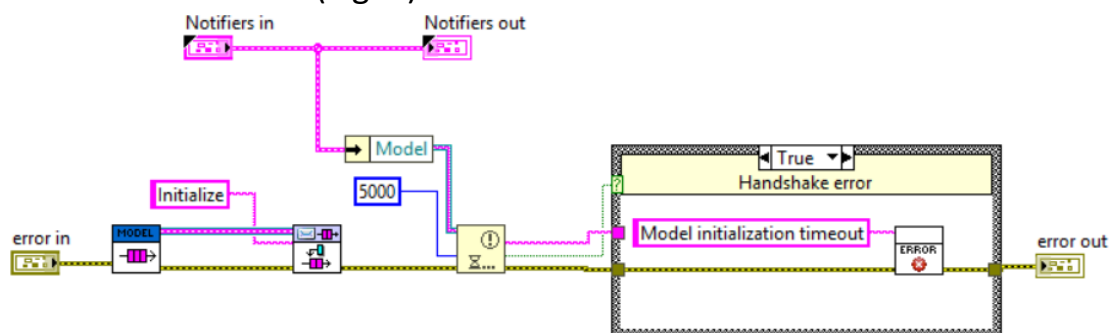 Notifiers in
Notifiers out
Model
5000
True
Handshake error
Initialize
MODEL
Model initialization timeout
ERROR
error in
error out